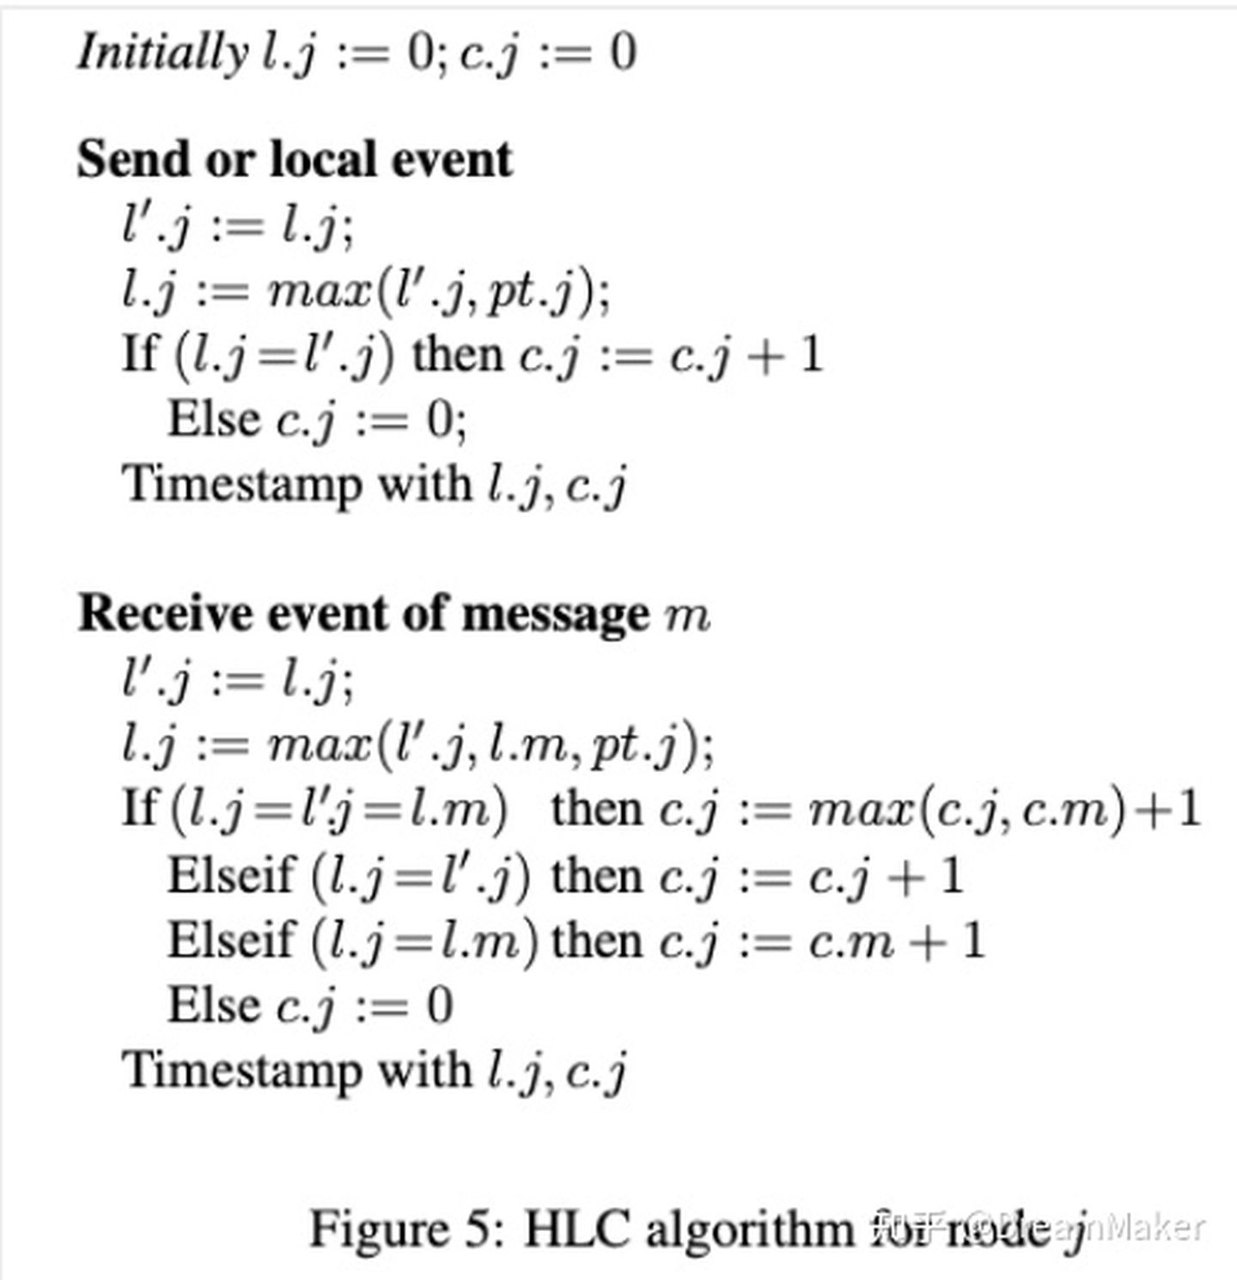 Initially l.j := 0; c.j := 0
Send or local event
l′.j := l.j;
l.j := max(l′.j, pt.j);
If (l.j=l′.j) then c.j := c.j + 1
Else c.j := 0;
Timestamp with l.j, c.j
Receive event of message m
l′.j := l.j;
l.j := max(l′.j, l.m, pt.j);
If (l.j=l′j=l.m) then c.j := max(c.j, c.m)+1
Elseif (l.j=l′.j) then c.j := c.j + 1
Elseif (l.j=l.m) then c.j := c.m + 1
Else c.j := 0
Timestamp with l.j, c.j
Figure 5: HLC algorithm for node j
知乎 @DreamMaker